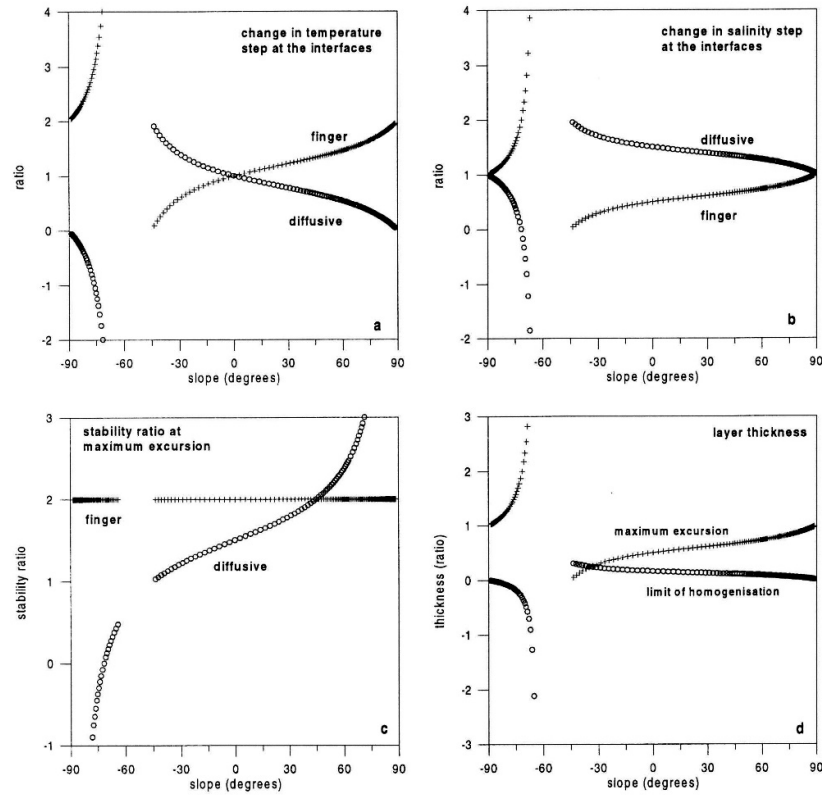 change in temperature
step at the interfaces
4
3
2
1
0
-1
-2
ratio
finger
diffusive
a
-90
-60
-30
0
30
60
90
slope (degrees)
change in salinity step
at the interfaces
4
3
2
1
0
-1
-2
ratio
diffusive
finger
b
-90
-60
-30
0
30
60
90
slope (degrees)
stability ratio at
maximum excursion
3
2
1
0
-1
stability ratio
finger
diffusive
c
-90
-60
-30
0
30
60
90
slope (degrees)
layer thickness
3
2
1
0
-1
-2
-3
thickness (ratio)
maximum excursion
limit of homogenisation
d
-90
-60
-30
0
30
60
90
slope (degrees)